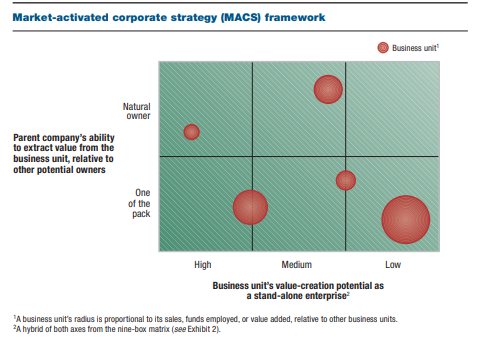 Market-activated corporate strategy (MACS) framework
Business unit¹
Natural
owner
Parent company's ability
to extract value from the
business unit, relative to
other potential owners
One
of the
pack
High Medium Low
Business unit's value-creation potential as
a stand-alone enterprise²
¹A business unit's radius is proportional to its sales, funds employed, or value added, relative to other business units.
²A hybrid of both axes from the nine-box matrix (see Exhibit 2).